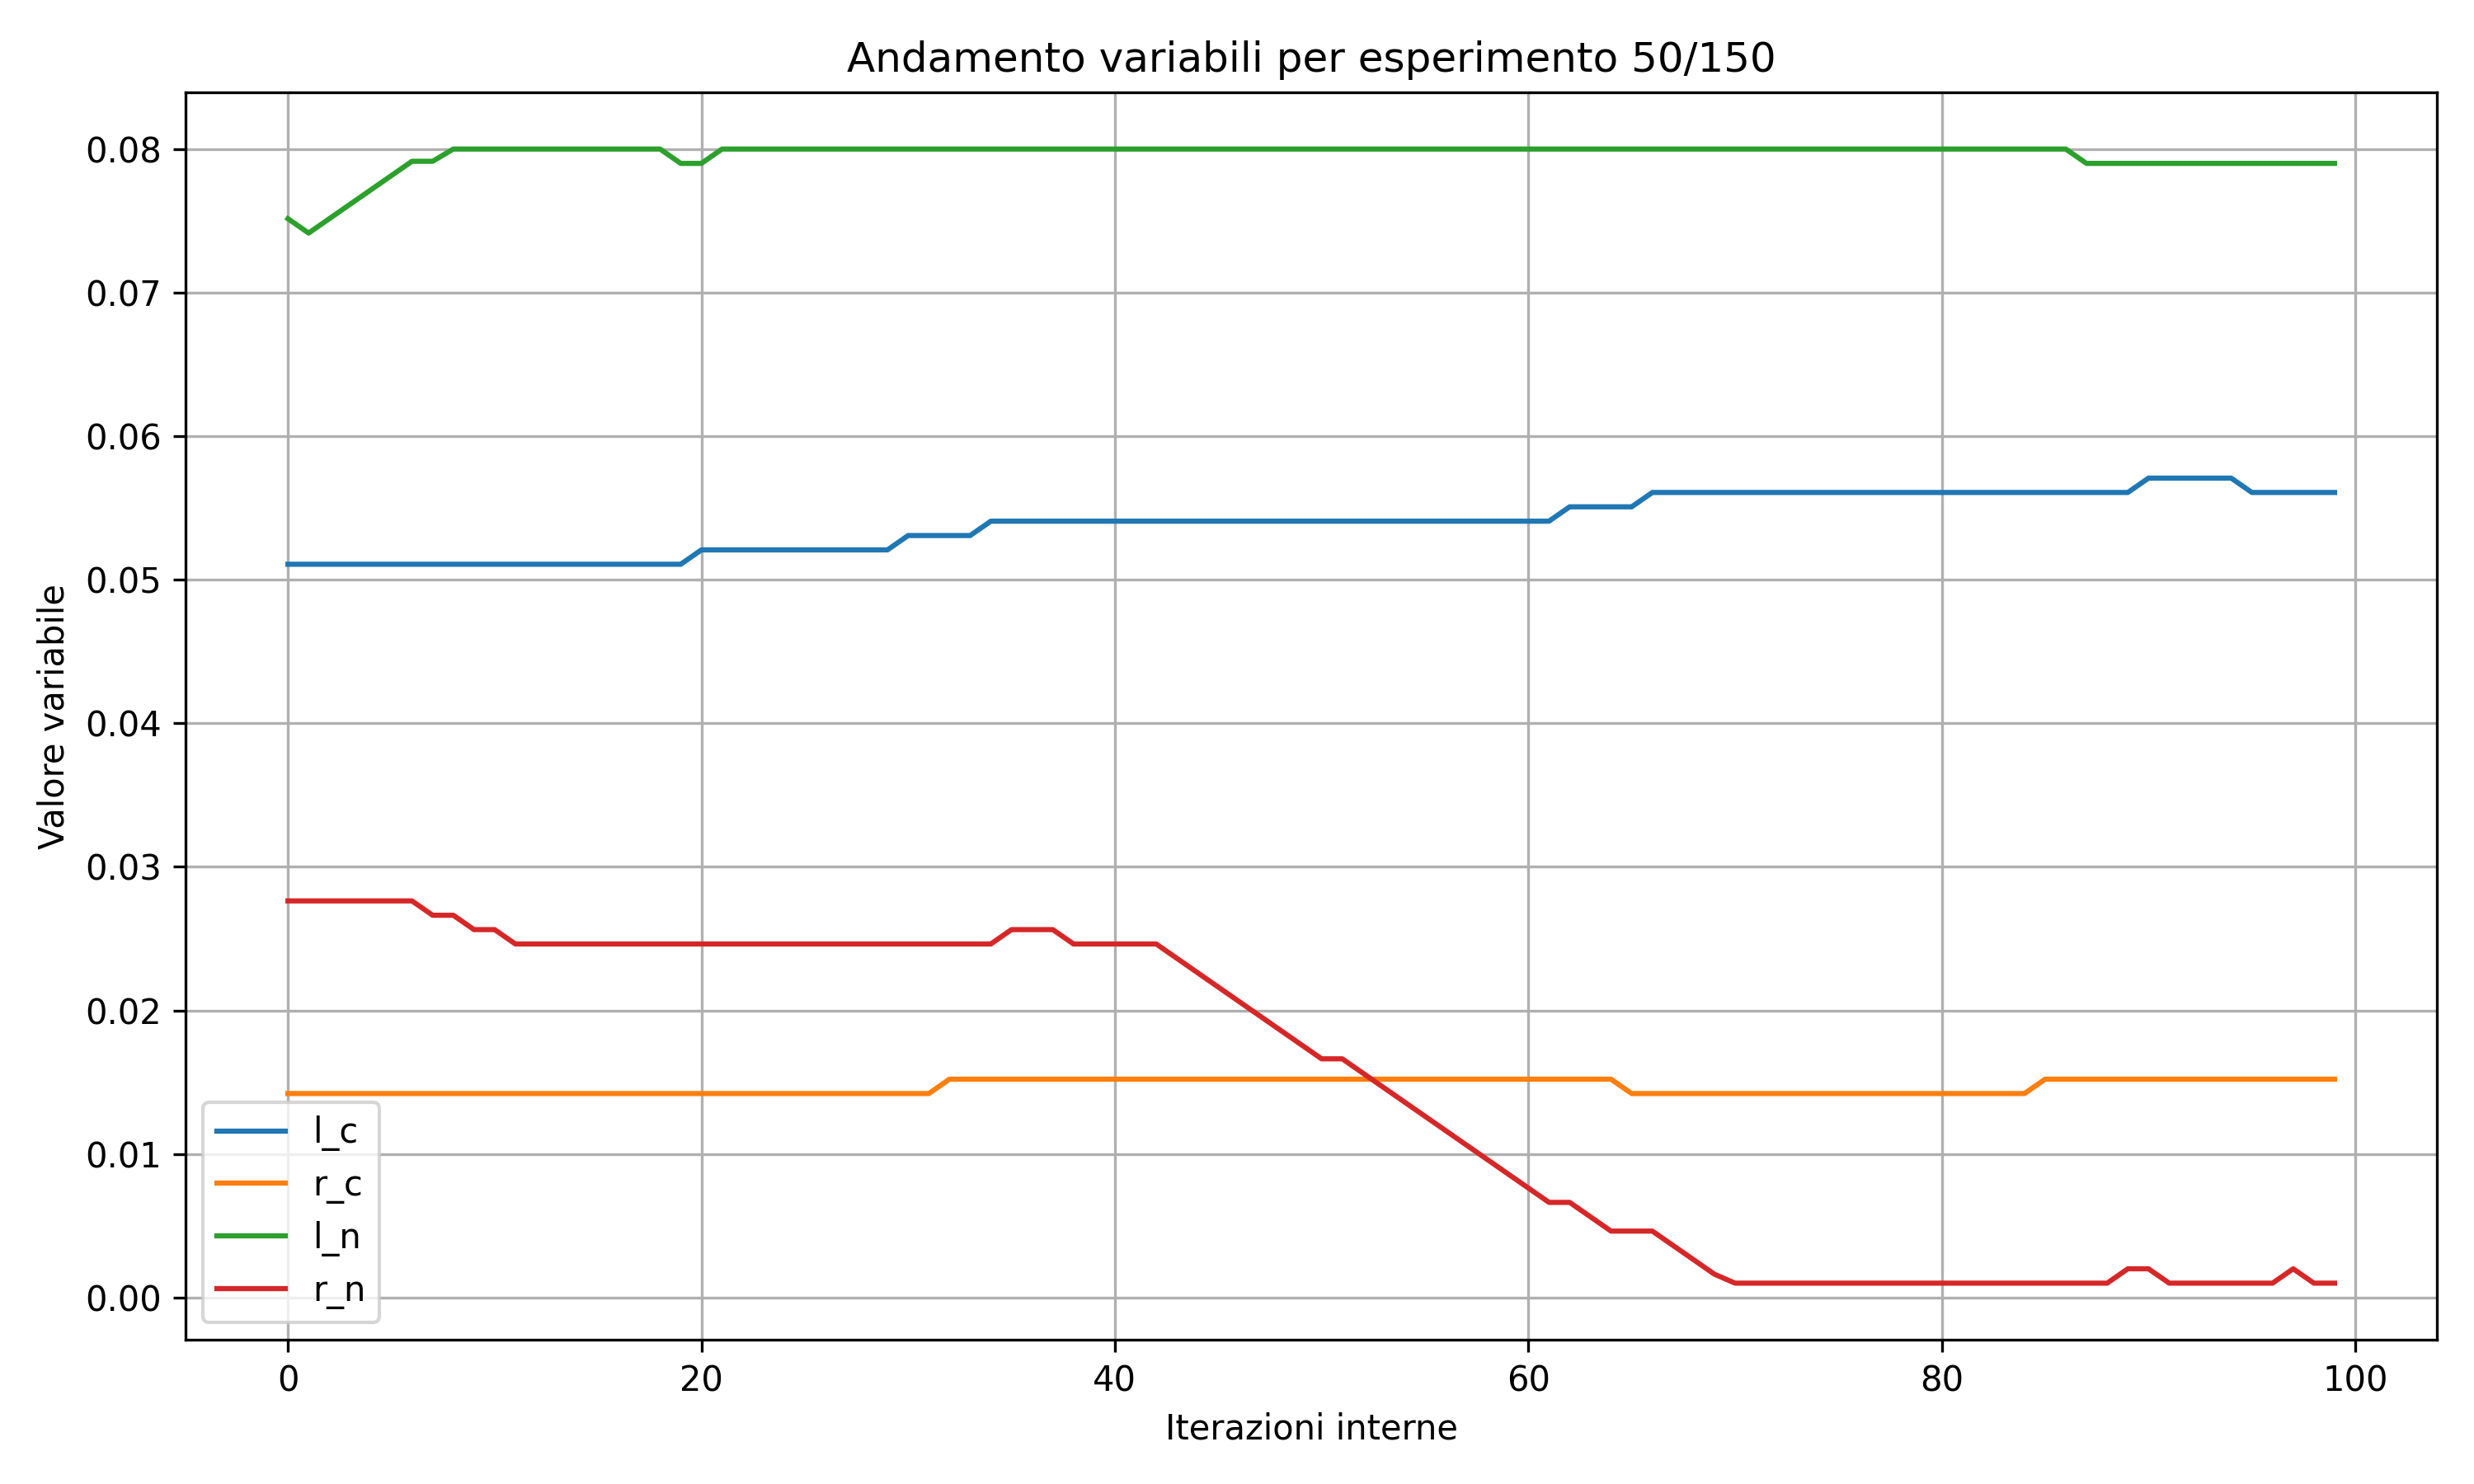 Andamento variabili per esperimento 50/150
0.08
0.07
0.06
0.05
0.04
0.03
0.02
0.01
0.00
Valore variabile
l_c
r_c
l_n
r_n
0 20 40 60 80 100
Iterazioni interne